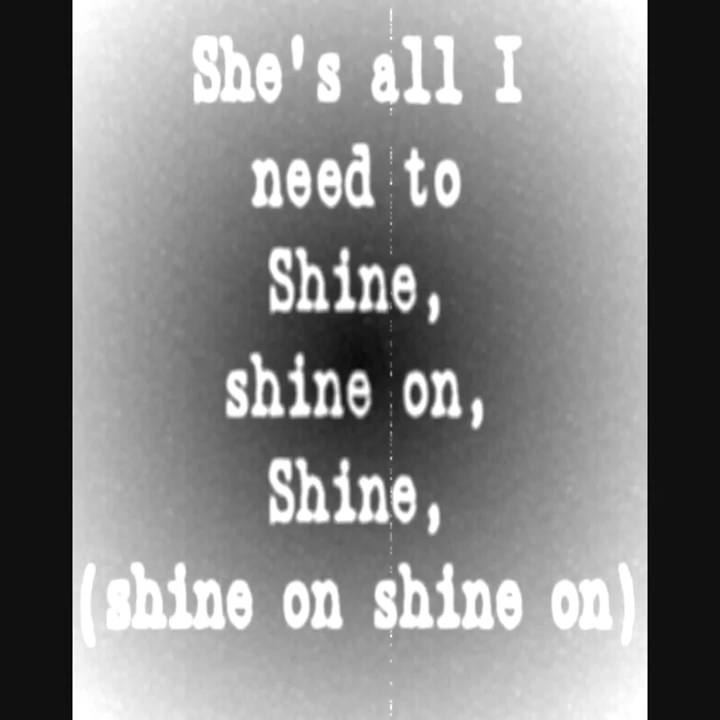 She's all I
need to
Shine,
shine on,
Shine,
(shine on shine on)